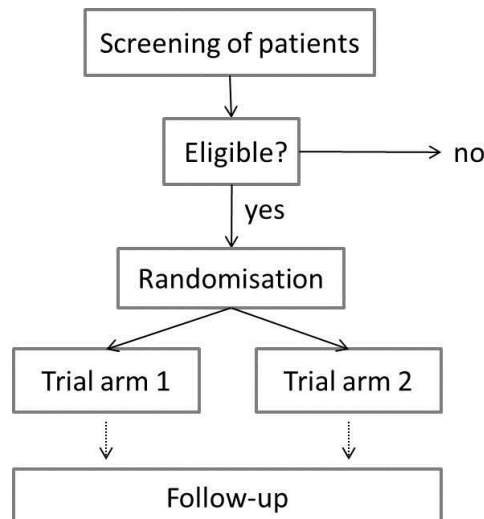 Screening of patients
Eligible?
no
yes
Randomisation
Trial arm 1
Trial arm 2
Follow-up